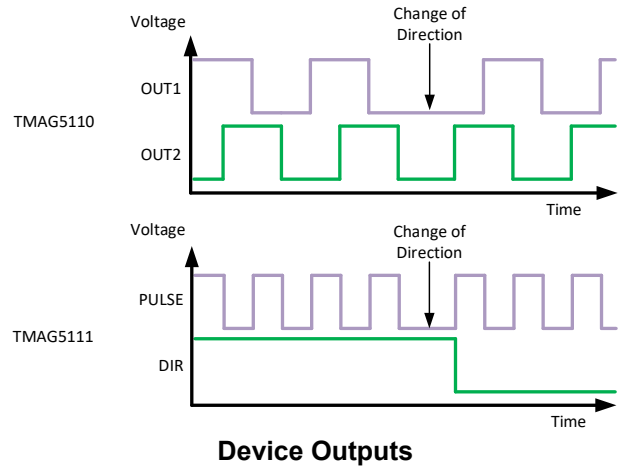 Voltage
Change of
Direction
OUT1
TMAG5110
OUT2
Time
Voltage
Change of
Direction
PULSE
TMAG5111
DIR
Time
Device Outputs